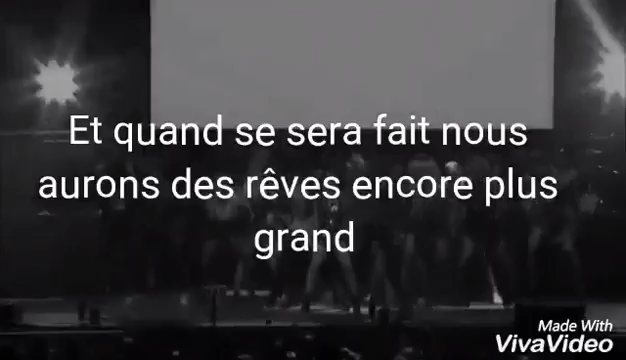 Et quand se sera fait nous
aurons des rêves encore plus
grand
Made With
VivaVideo